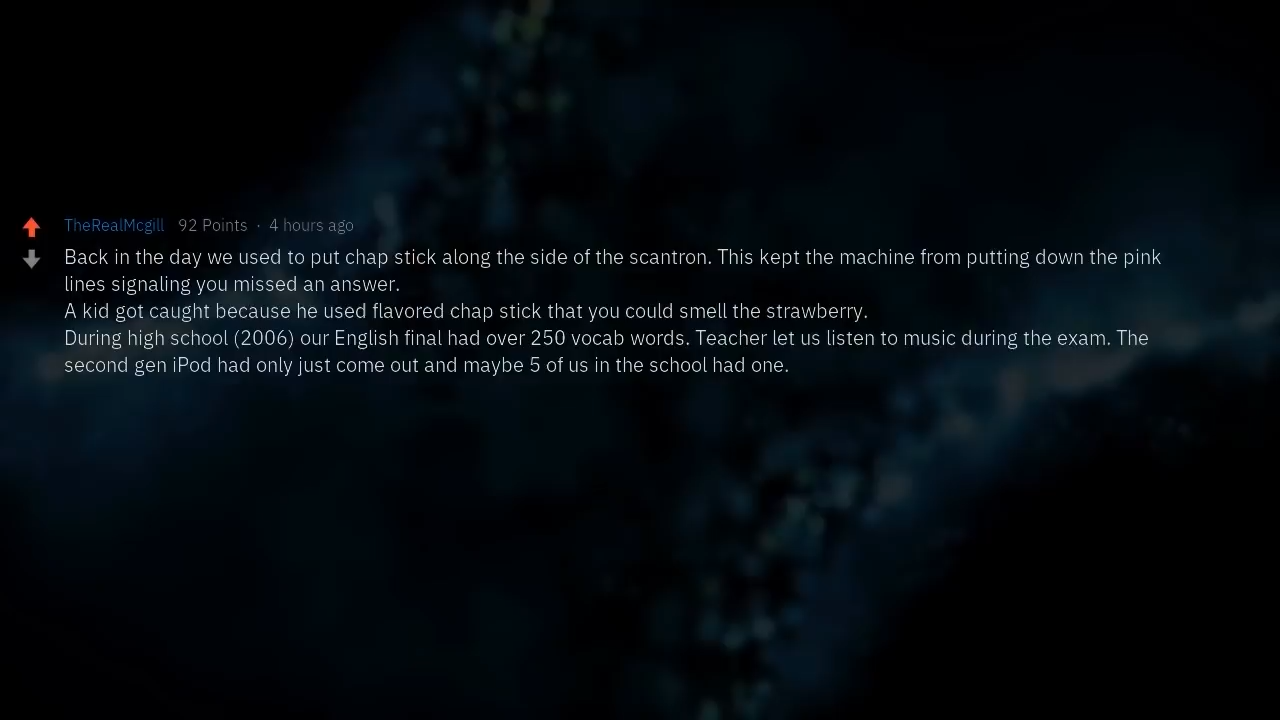 TheRealMcgill 92 Points · 4 hours ago
Back in the day we used to put chap stick along the side of the scantron. This kept the machine from putting down the pink
lines signaling you missed an answer.
A kid got caught because he used flavored chap stick that you could smell the strawberry.
During high school (2006) our English final had over 250 vocab words. Teacher let us listen to music during the exam. The
second gen iPod had only just come out and maybe 5 of us in the school had one.